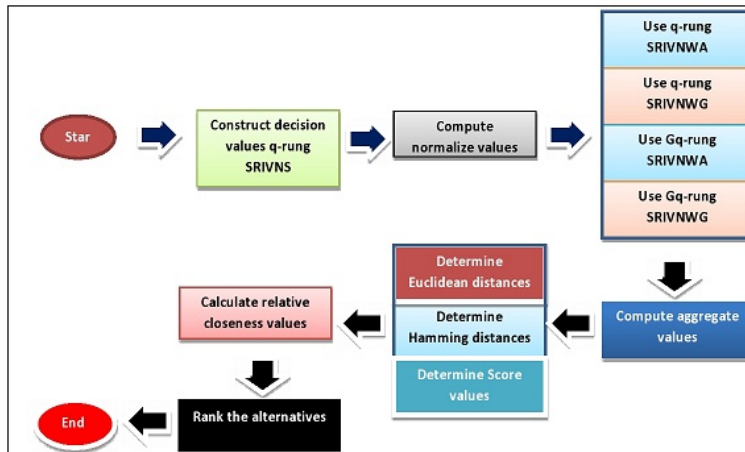 Star
Construct decision
values q-rung
SRIVNS
Compute
normalize values
Use q-rung
SRIVNWA
Use q-rung
SRIVNWG
Use Gq-rung
SRIVNWA
Use Gq-rung
SRIVNWG
Compute aggregate
values
Determine
Euclidean distances
Determine
Hamming distances
Determine Score
values
Calculate relative
closeness values
Rank the alternatives
End